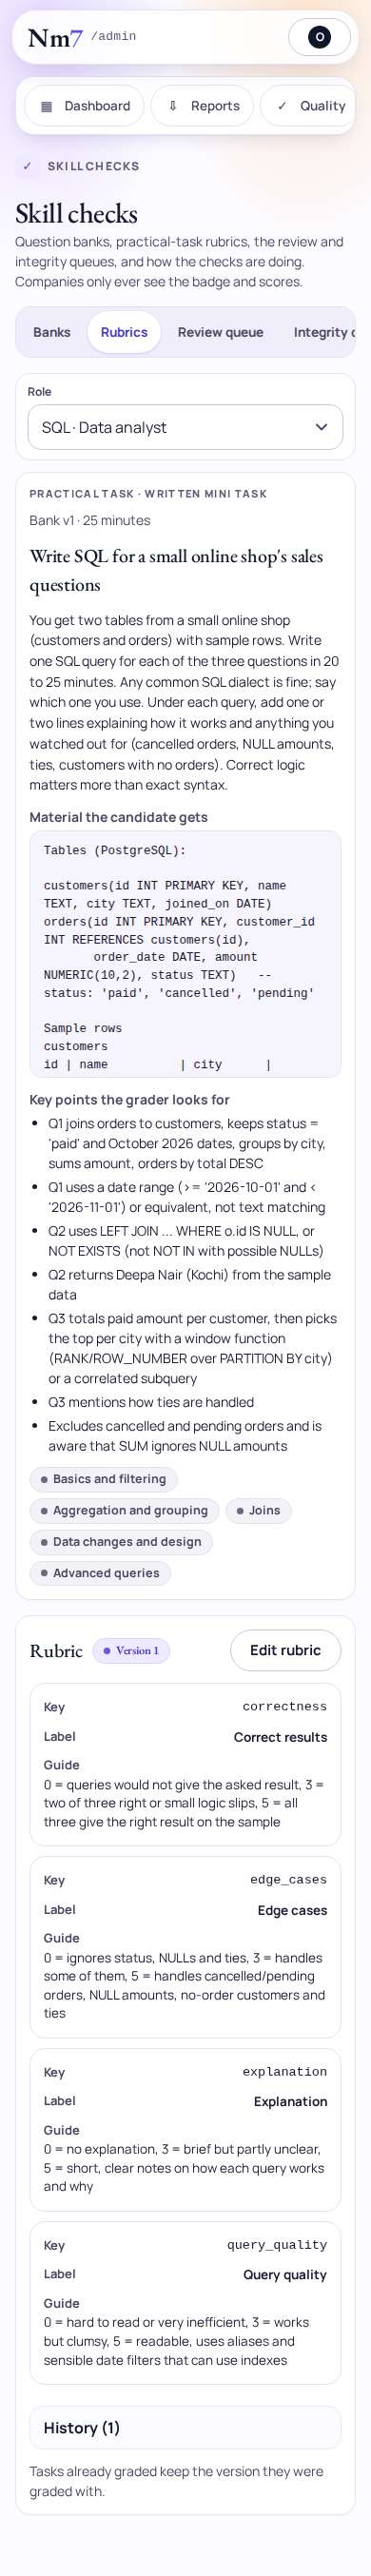 Nm7 /admin O
▦ Dashboard ⇩ Reports ✓ Quality
✓ SKILL CHECKS
Skill checks
Question banks, practical-task rubrics, the review and
integrity queues, and how the checks are doing.
Companies only ever see the badge and scores.
Banks Rubrics Review queue Integrity
Role
SQL · Data analyst
PRACTICAL TASK · WRITTEN MINI TASK
Bank v1 · 25 minutes
Write SQL for a small online shop's sales
questions
You get two tables from a small online shop
(customers and orders) with sample rows. Write
one SQL query for each of the three questions in 20
to 25 minutes. Any common SQL dialect is fine; say
which one you use. Under each query, add one or
two lines explaining how it works and anything you
watched out for (cancelled orders, NULL amounts,
ties, customers with no orders). Correct logic
matters more than exact syntax.
Material the candidate gets
Tables (PostgreSQL):
customers(id INT PRIMARY KEY, name
TEXT, city TEXT, joined_on DATE)
orders(id INT PRIMARY KEY, customer_id
INT REFERENCES customers(id),
order_date DATE, amount
NUMERIC(10,2), status TEXT) --
status: 'paid', 'cancelled', 'pending'
Sample rows
customers
id | name | city |
Key points the grader looks for
• Q1 joins orders to customers, keeps status =
'paid' and October 2026 dates, groups by city,
sums amount, orders by total DESC
• Q1 uses a date range (>= '2026-10-01' and <
'2026-11-01') or equivalent, not text matching
• Q2 uses LEFT JOIN ... WHERE o.id IS NULL, or
NOT EXISTS (not NOT IN with possible NULLs)
• Q2 returns Deepa Nair (Kochi) from the sample
data
• Q3 totals paid amount per customer, then picks
the top per city with a window function
(RANK/ROW_NUMBER over PARTITION BY city)
or a correlated subquery
• Q3 mentions how ties are handled
• Excludes cancelled and pending orders and is
aware that SUM ignores NULL amounts
Basics and filtering
Aggregation and grouping Joins
Data changes and design
Advanced queries
Rubric Version 1 Edit rubric
Key correctness
Label Correct results
Guide
0 = queries would not give the asked result, 3 =
two of three right or small logic slips, 5 = all
three give the right result on the sample
Key edge_cases
Label Edge cases
Guide
0 = ignores status, NULLs and ties, 3 = handles
some of them, 5 = handles cancelled/pending
orders, NULL amounts, no-order customers and
ties
Key explanation
Label Explanation
Guide
0 = no explanation, 3 = brief but partly unclear,
5 = short, clear notes on how each query works
and why
Key query_quality
Label Query quality
Guide
0 = hard to read or very inefficient, 3 = works
but clumsy, 5 = readable, uses aliases and
sensible date filters that can use indexes
History (1)
Tasks already graded keep the version they were
graded with.